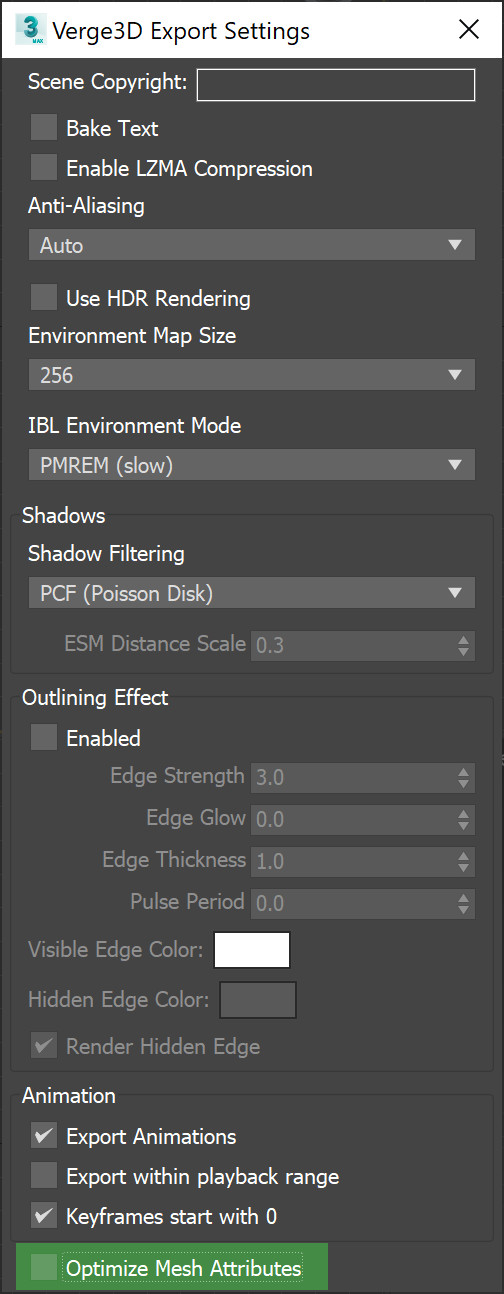 3
MAX
Verge3D Export Settings
Scene Copyright:
Bake Text
Enable LZMA Compression
Anti-Aliasing
Auto
Use HDR Rendering
Environment Map Size
256
IBL Environment Mode
PMREM (slow)
Shadows
Shadow Filtering
PCF (Poisson Disk)
ESM Distance Scale 0.3
Outlining Effect
Enabled
Edge Strength 3.0
Edge Glow 0.0
Edge Thickness 1.0
Pulse Period 0.0
Visible Edge Color:
Hidden Edge Color:
Render Hidden Edge
Animation
Export Animations
Export within playback range
Keyframes start with 0
Optimize Mesh Attributes